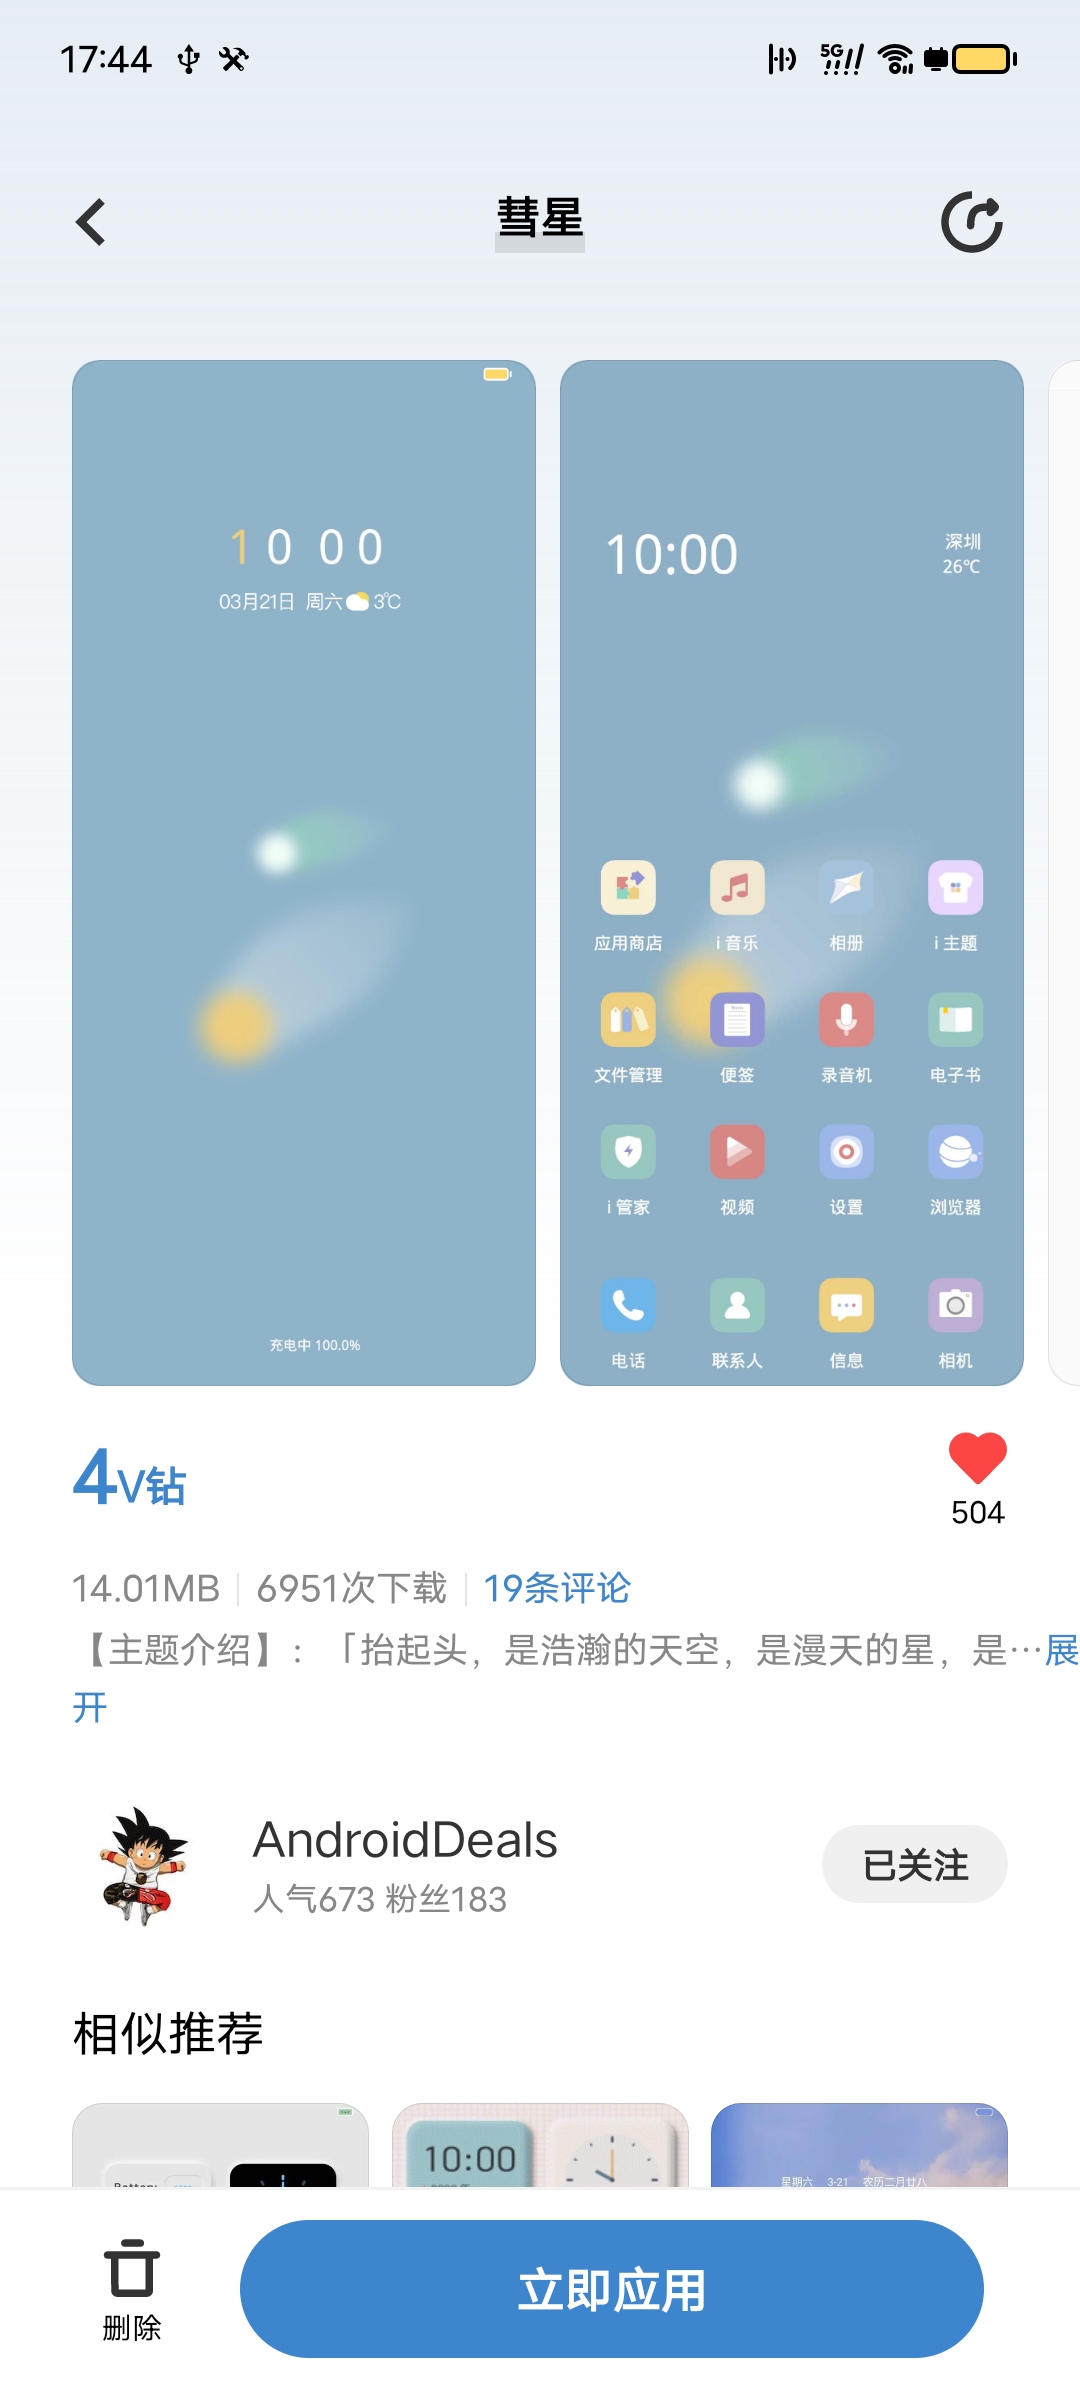 17:44
5G
彗星
10 00
03月21日 周六 3℃
充电中 100.0%
10:00
深圳
26℃
应用商店 i 音乐 相册 i 主题
文件管理 便签 录音机 电子书
i 管家 视频 设置 浏览器
电话 联系人 信息 相机
4V钻
504
14.01MB 6951次下载 19条评论
【主题介绍】:「抬起头，是浩瀚的天空，是漫天的星，是…展
开
AndroidDeals
人气673 粉丝183
已关注
相似推荐
Battery
10:00
星期六 3-21 农历二月廿八
删除
立即应用